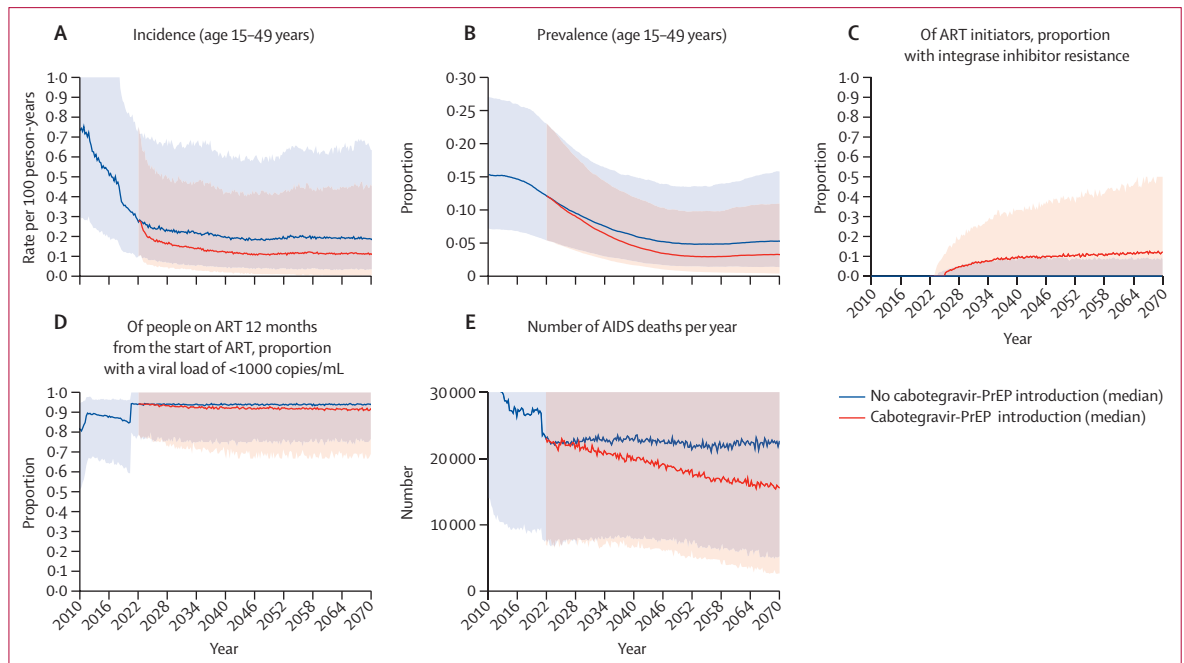 A Incidence (age 15–49 years)
Rate per 100 person-years
1·0
0·9
0·8
0·7
0·6
0·5
0·4
0·3
0·2
0·1
0·0
B Prevalence (age 15–49 years)
Proportion
0·30
0·25
0·20
0·15
0·10
0·05
0
C Of ART initiators, proportion
with integrase inhibitor resistance
Proportion
1·0
0·9
0·8
0·7
0·6
0·5
0·4
0·3
0·2
0·1
0·0
2010 2016 2022 2028 2034 2040 2046 2052 2058 2064 2070
Year
D Of people on ART 12 months
from the start of ART, proportion
with a viral load of <1000 copies/mL
Proportion
1·0
0·9
0·8
0·7
0·6
0·5
0·4
0·3
0·2
0·1
0·0
2010 2016 2022 2028 2034 2040 2046 2052 2058 2064 2070
Year
E Number of AIDS deaths per year
Number
30 000
20 000
10 000
0
2010 2016 2022 2028 2034 2040 2046 2052 2058 2064 2070
Year
No cabotegravir-PrEP introduction (median)
Cabotegravir-PrEP introduction (median)